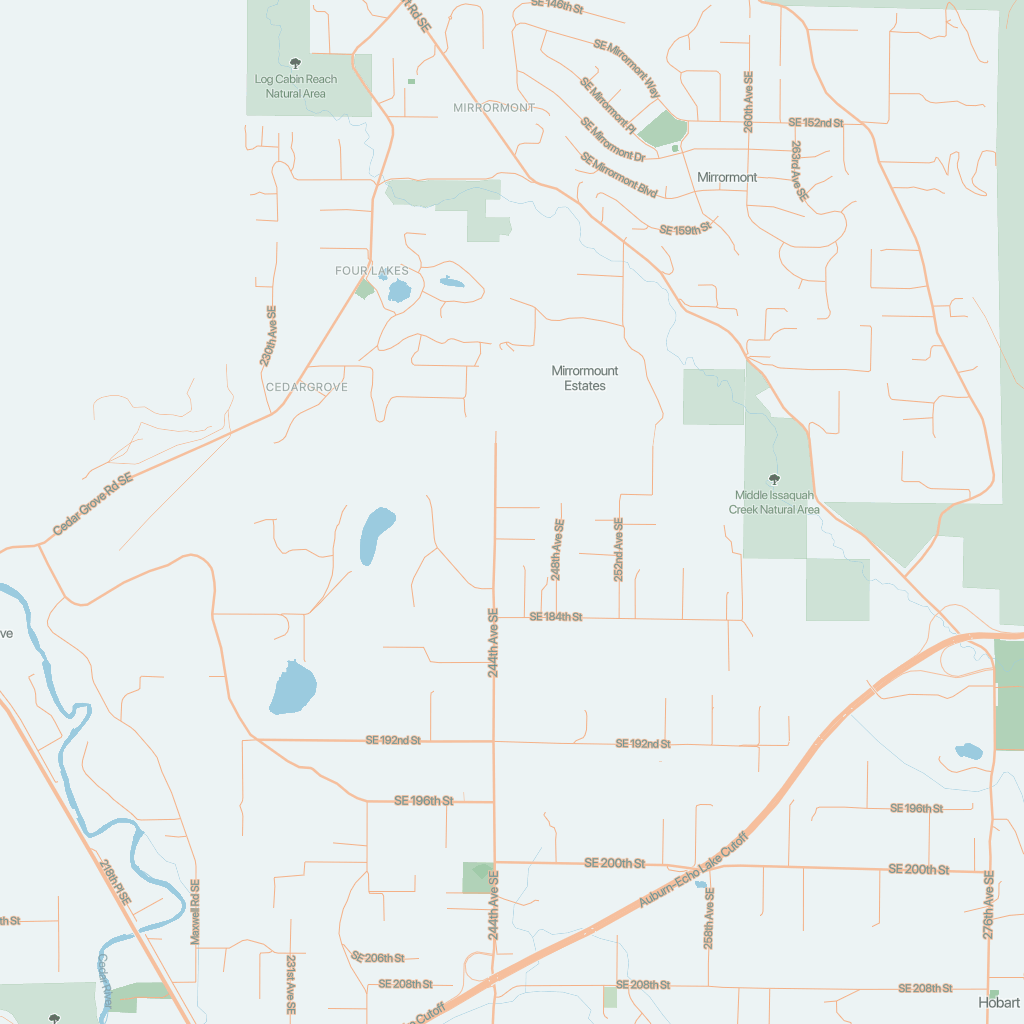 SE 146th St
t Rd SE
SE Mirrormont Way
Log Cabin Reach
Natural Area
MIRRORMONT
SE Mirrormont Pl
260th Ave SE
SE 152nd St
SE Mirrormont Dr
263rd Ave SE
SE Mirrormont Blvd
Mirrormont
SE 159th St
FOUR LAKES
230th Ave SE
Mirrormount
Estates
CEDARGROVE
Cedar Grove Rd SE
Middle Issaquah
Creek Natural Area
248th Ave SE
252nd Ave SE
SE 184th St
ve
244th Ave SE
SE 192nd St
SE 192nd St
SE 196th St
SE 196th St
218th Pl SE
SE 200th St
Auburn-Echo Lake Cutoff
SE 200th St
Maxwell Rd SE
244th Ave SE
258th Ave SE
276th Ave SE
th St
SE 206th St
Cedar River
231st Ave SE
SE 208th St
SE 208th St
SE 208th St
Hobart
ke Cutoff